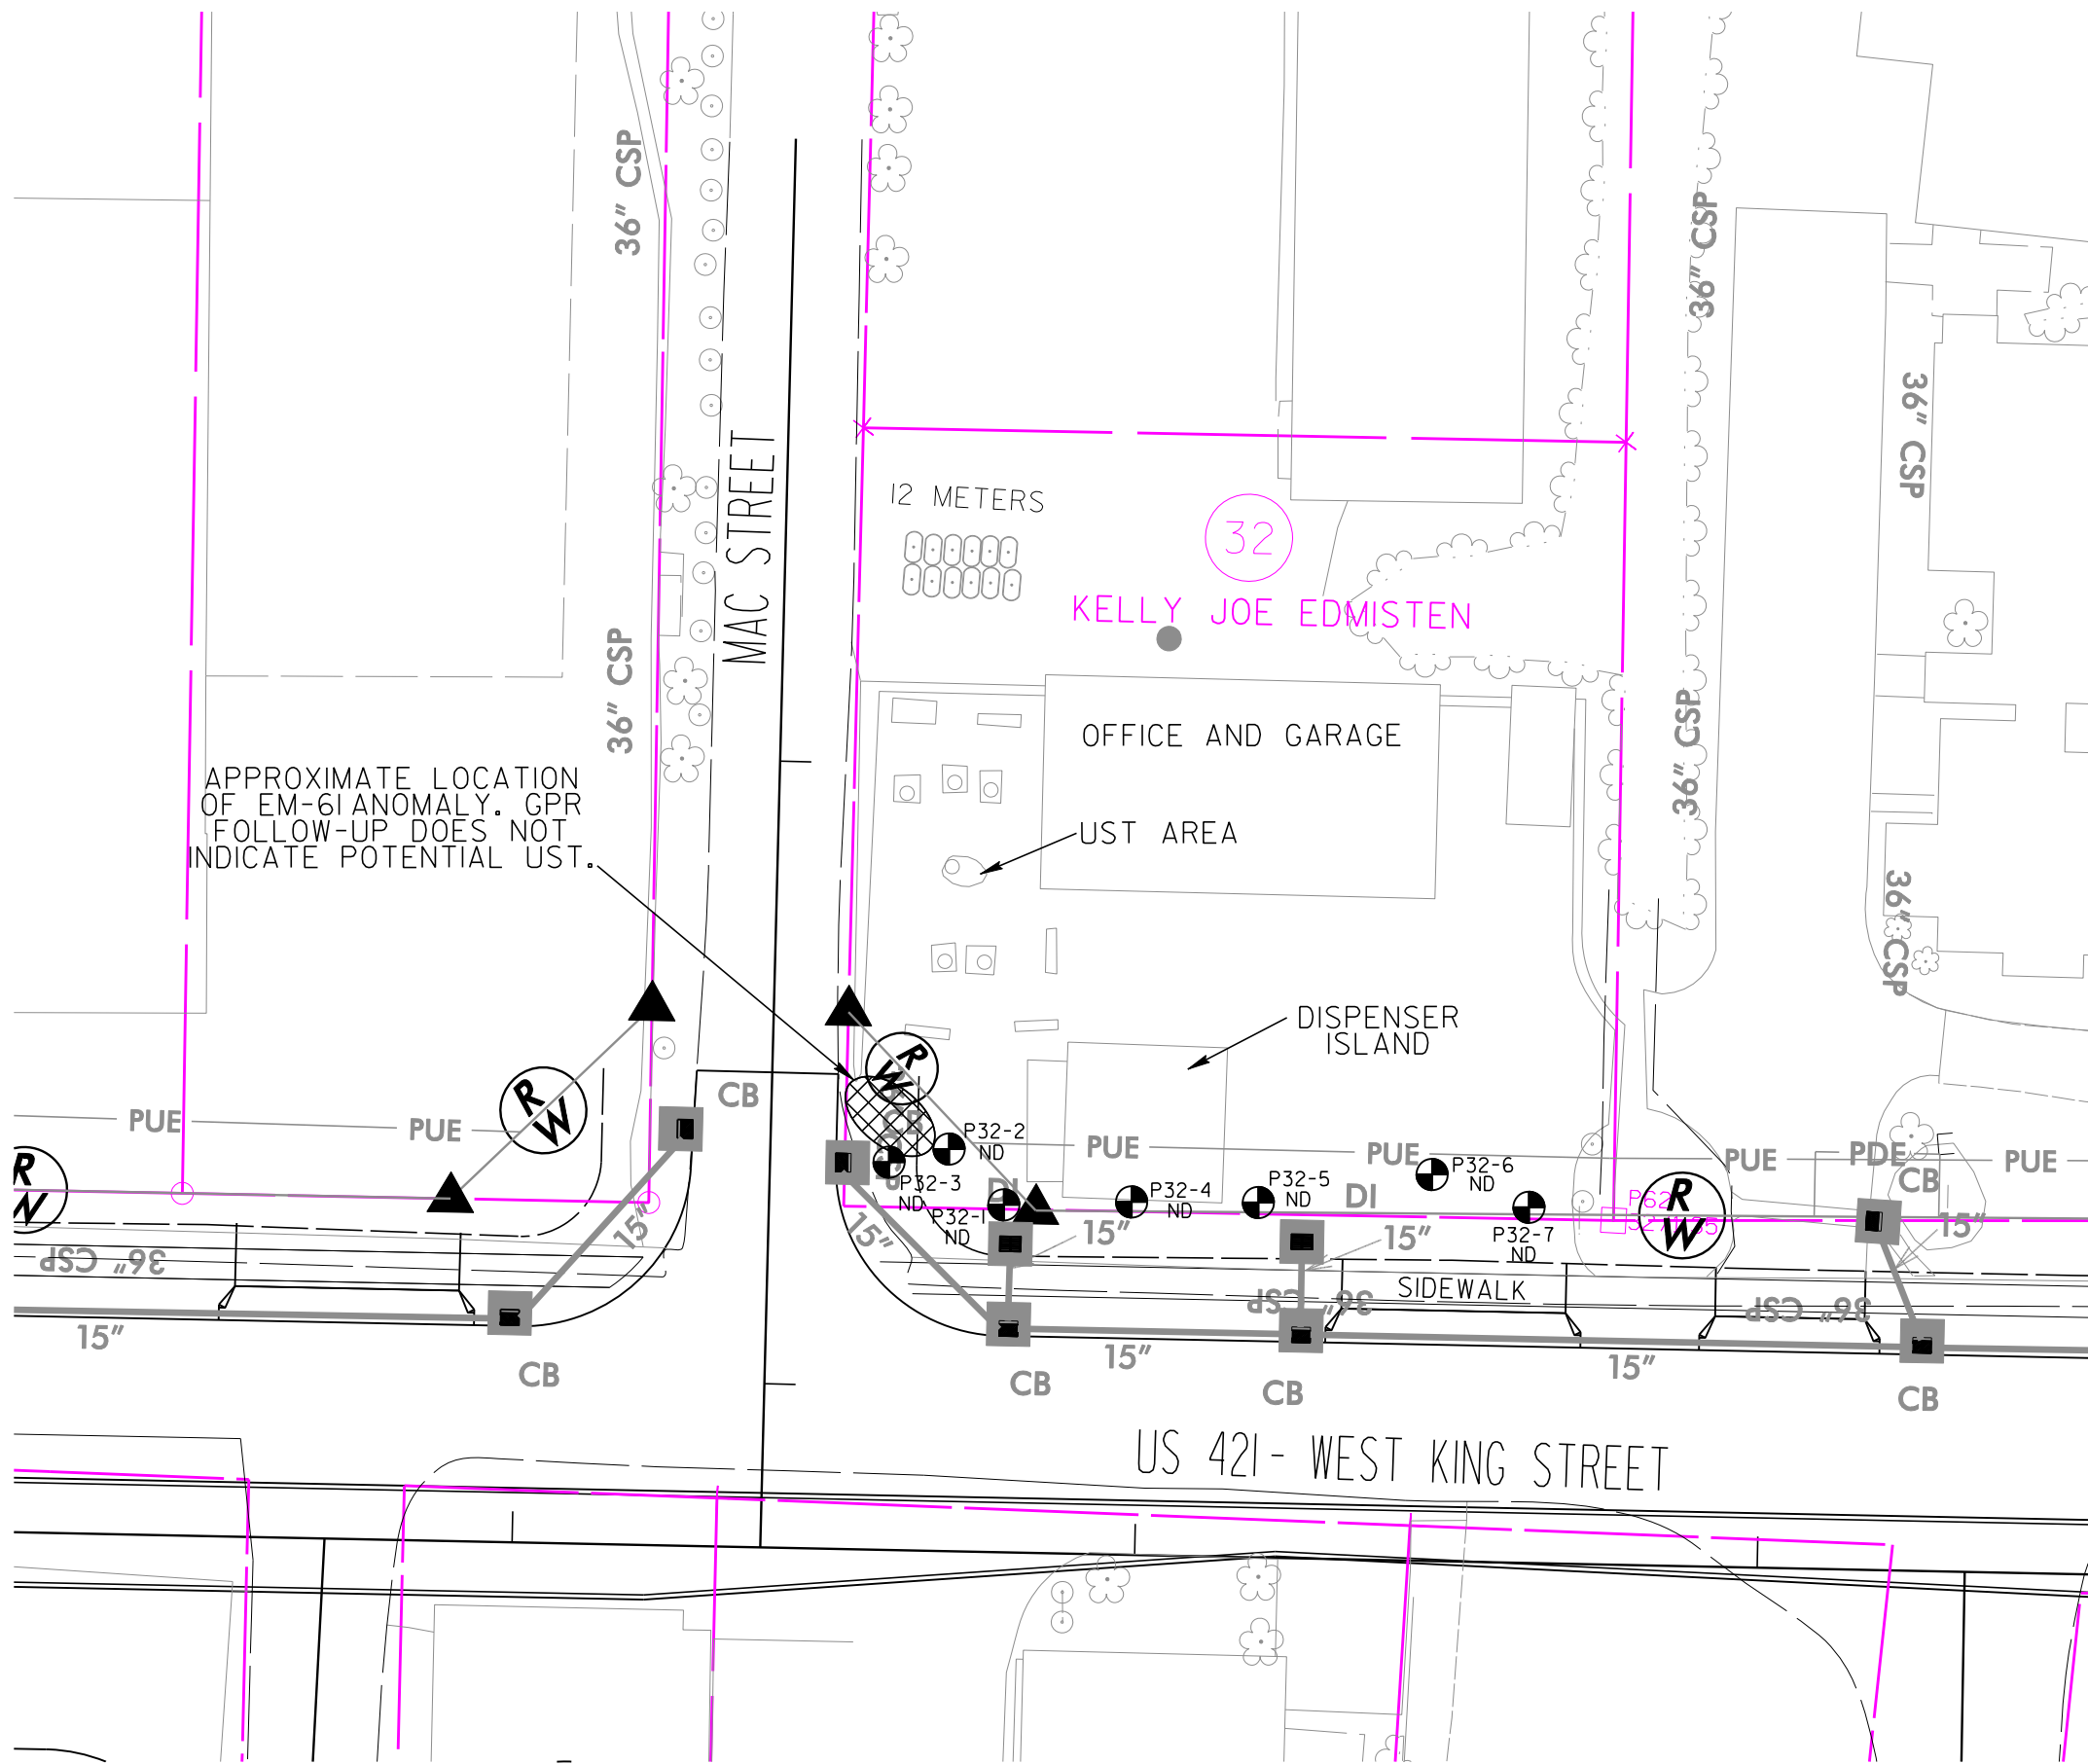 36" CSP
36" CSP
36" CSP
MAC STREET
12 METERS
32
KELLY JOE EDMISTEN
36" CSP
36" CSP
OFFICE AND GARAGE
APPROXIMATE LOCATION
OF EM-61 ANOMALY. GPR
FOLLOW-UP DOES NOT
INDICATE POTENTIAL UST.
UST AREA
36" CSP
36" CSP
DISPENSER
ISLAND
R
W
R
W
CB
PUE
PUE
CB
P32-2
ND
PUE
PUE
PUE
PDE
PUE
CB
R
W
P32-3
ND
P32-1
ND
DI
P32-4
ND
P32-5
ND
DI
P32-6
ND
P32-7
ND
R
W
15"
15"
15"
15"
15"
36" CSP
SIDEWALK
36" CSP
36" CSP
15"
CB
CB
15"
CB
15"
CB
US 421 - WEST KING STREET